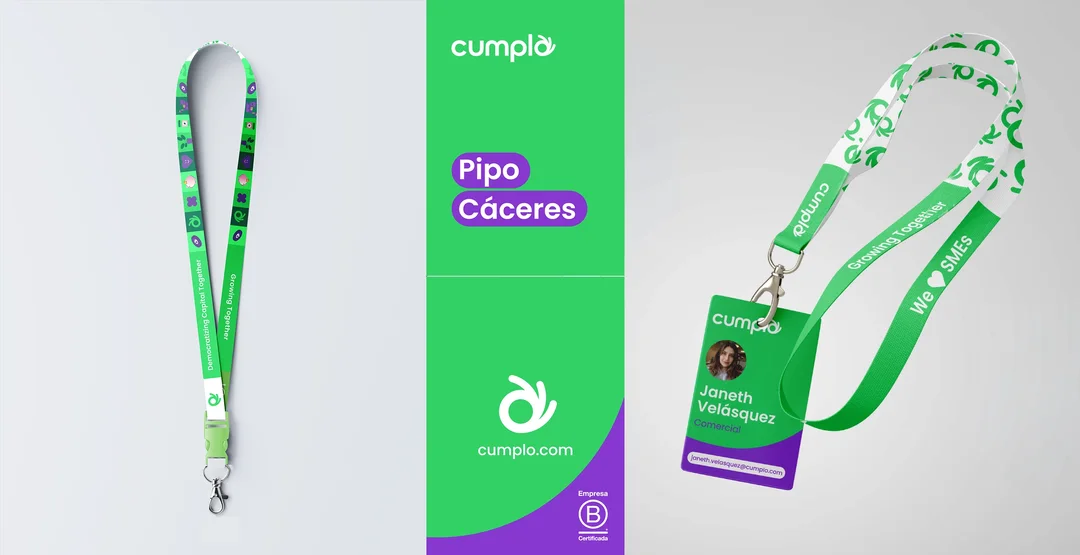 Democratizing Capital Together
Growing Together
cumplo
Pipo
Cáceres
cumplo.com
Empresa
B
Certificada
cumplo
Growing Together
We ♥ SMEs
cumplo
Janeth
Velásquez
Comercial
janeth.velasquez@cumplo.com